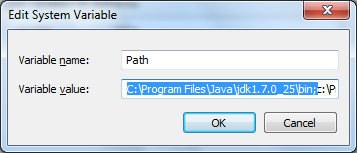 Edit System Variable
Variable name: Path
Variable value: C:\Program Files\Java\jdk1.7.0_25\bin;c:\P
OK Cancel